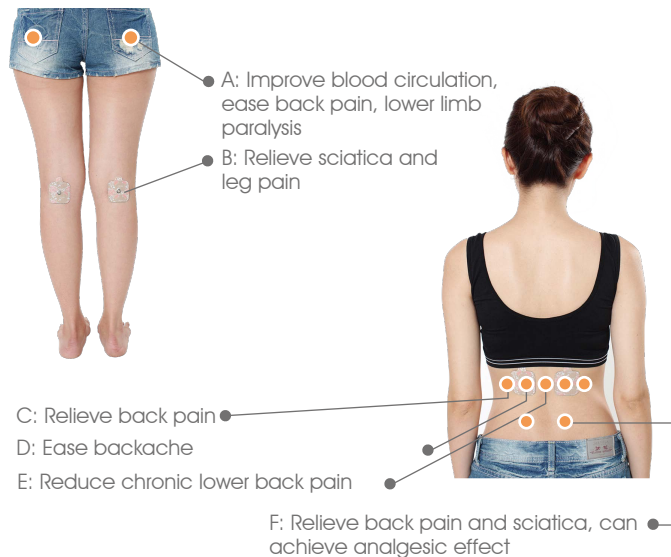 A: Improve blood circulation,
ease back pain, lower limb
paralysis
B: Relieve sciatica and
leg pain
C: Relieve back pain
D: Ease backache
E: Reduce chronic lower back pain
F: Relieve back pain and sciatica, can
achieve analgesic effect